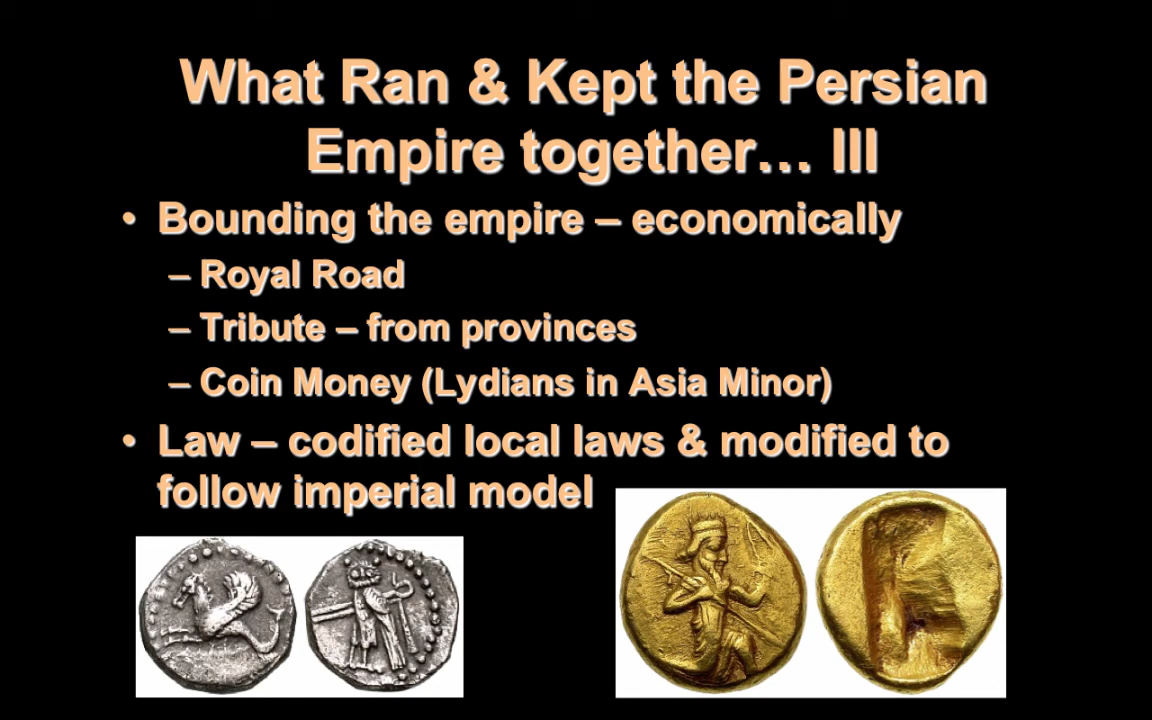 What Ran & Kept the Persian
Empire together… III
• Bounding the empire – economically
– Royal Road
– Tribute – from provinces
– Coin Money (Lydians in Asia Minor)
• Law – codified local laws & modified to
follow imperial model